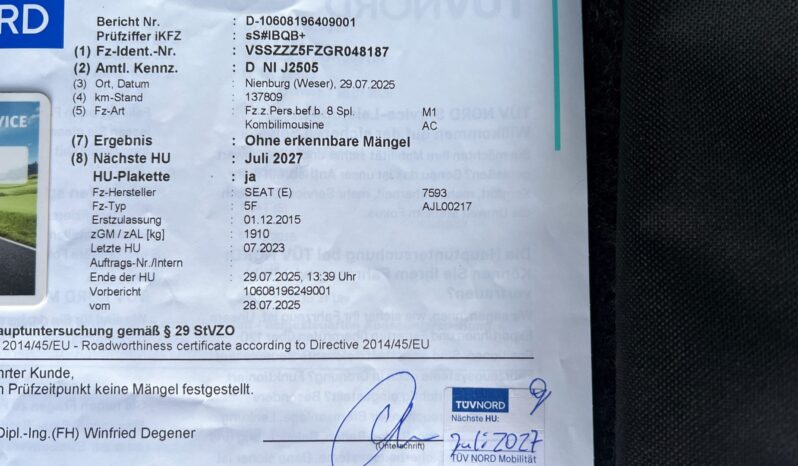 ORD
Bericht Nr. : D-10608196409001
Prüfziffer iKFZ : sS#IBQB+
(1) Fz-Ident.-Nr. : VSSZZZ5FZGR048187
(2) Amtl. Kennz. : D NI J2505
(3) Ort, Datum : Nienburg (Weser), 29.07.2025
(4) km-Stand : 137809
(5) Fz-Art : Fz.z.Pers.bef.b. 8 Spl. M1
Kombilimousine AC
(7) Ergebnis : Ohne erkennbare Mängel
(8) Nächste HU : Juli 2027
HU-Plakette : ja
Fz-Hersteller : SEAT (E) 7593
Fz-Typ : 5F AJL00217
Erstzulassung : 01.12.2015
zGM / zAL [kg] : 1910
Letzte HU : 07.2023
Auftrags-Nr./Intern :
Ende der HU : 29.07.2025, 13:39 Uhr
Vorbericht : 10608196249001
vom : 28.07.2025
VICE
auptuntersuchung gemäß § 29 StVZO
2014/45/EU - Roadworthiness certificate according to Directive 2014/45/EU
hrter Kunde,
n Prüfzeitpunkt keine Mängel festgestellt.
Dipl.-Ing.(FH) Winfried Degener
(Unterschrift)
TÜVNORD
Nächste HU:
Juli 2027
TÜV NORD Mobilität